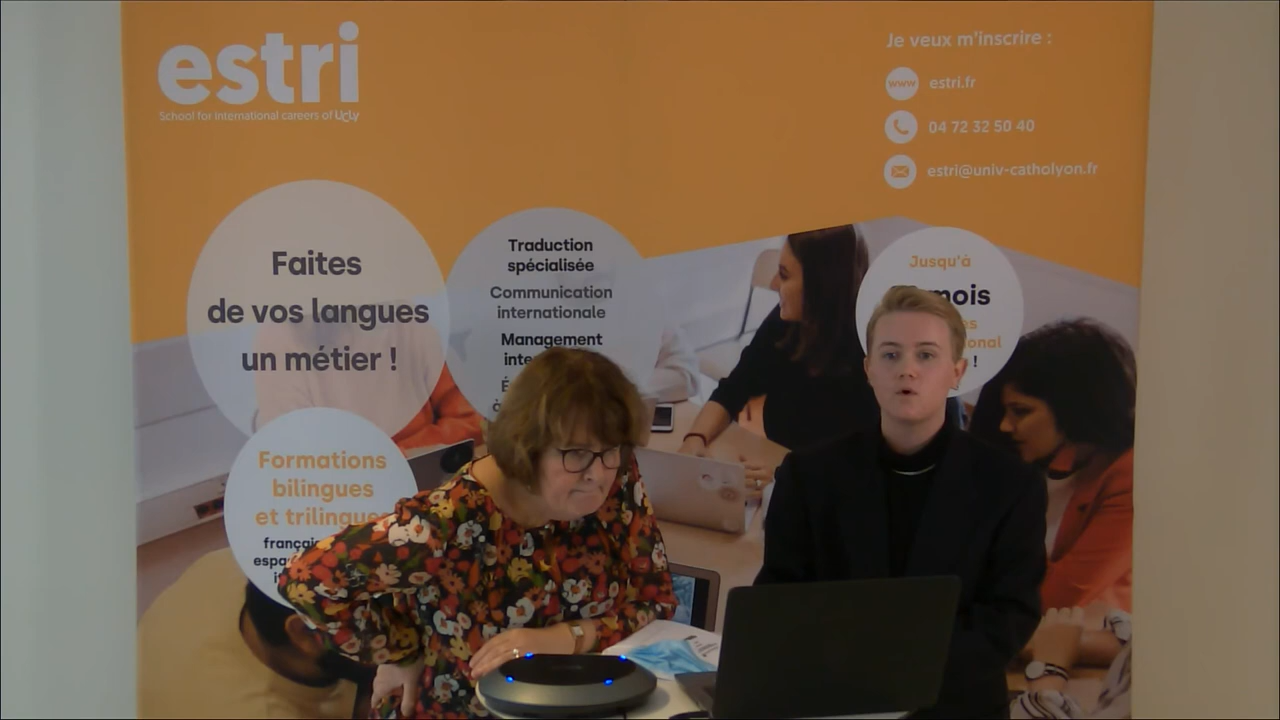 estri
School for international careers of UCLy
Je veux m'inscrire :
www estri.fr
04 72 32 50 40
estri@univ-catholyon.fr
Faites
de vos langues
un métier !
Traduction
spécialisée
Communication
internationale
Management
Jusqu'à
mois
!
Formations
bilingues
et